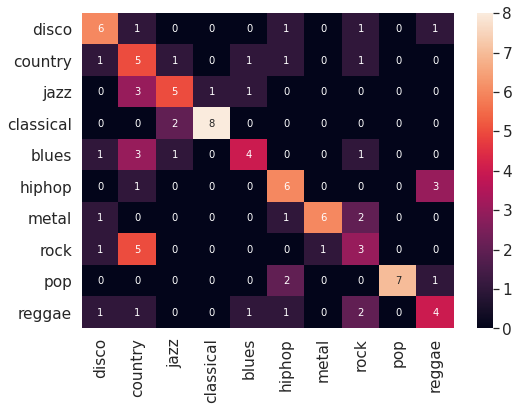 disco 6 1 0 0 0 1 0 1 0 1
country 1 5 1 0 1 1 0 1 0 0
jazz 0 3 5 1 1 0 0 0 0 0
classical 0 0 2 8 0 0 0 0 0 0
blues 1 3 1 0 4 0 0 1 0 0
hiphop 0 1 0 0 0 6 0 0 0 3
metal 1 0 0 0 0 1 6 2 0 0
rock 1 5 0 0 0 0 1 3 0 0
pop 0 0 0 0 0 2 0 0 7 1
reggae 1 1 0 0 1 1 0 2 0 4
disco country jazz classical blues hiphop metal rock pop reggae
8
7
6
5
4
3
2
1
0